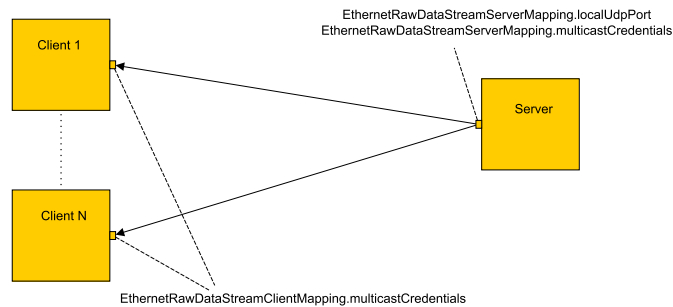 EthernetRawDataStreamServerMapping.localUdpPort
EthernetRawDataStreamServerMapping.multicastCredentials
Client 1
Server
Client N
EthernetRawDataStreamClientMapping.multicastCredentials